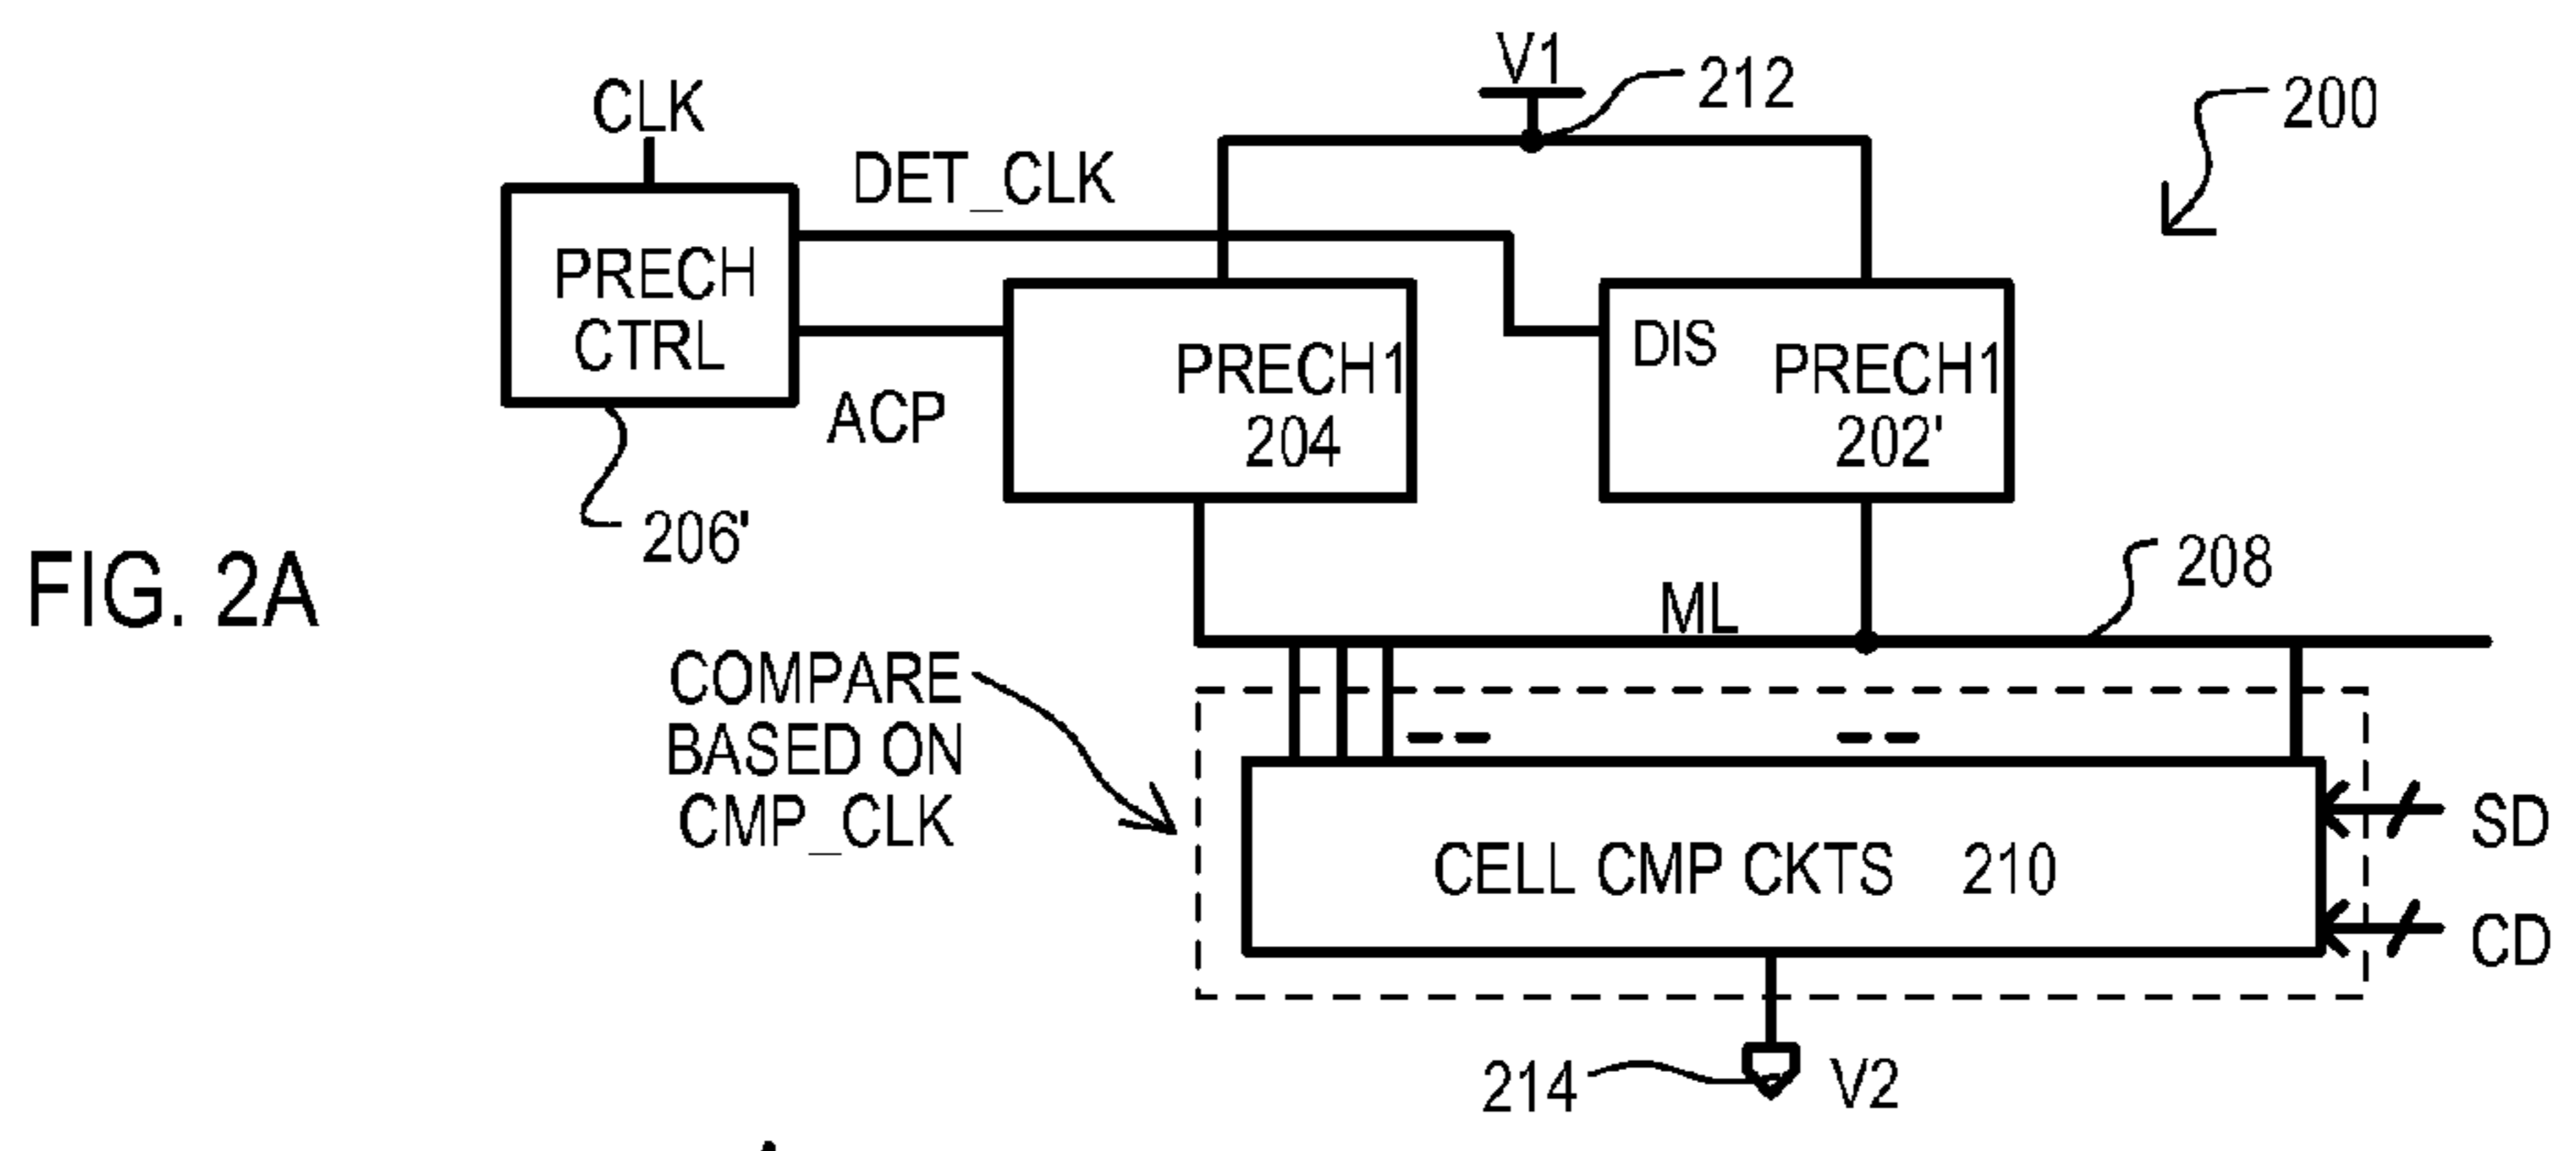 V1
212
200
CLK
DET_CLK
PRECH
CTRL
DIS
PRECH1
204
PRECH1
202'
ACP
206'
FIG. 2A
208
ML
COMPARE
BASED ON
CMP_CLK
SD
CELL CMP CKTS 210
CD
214
V2